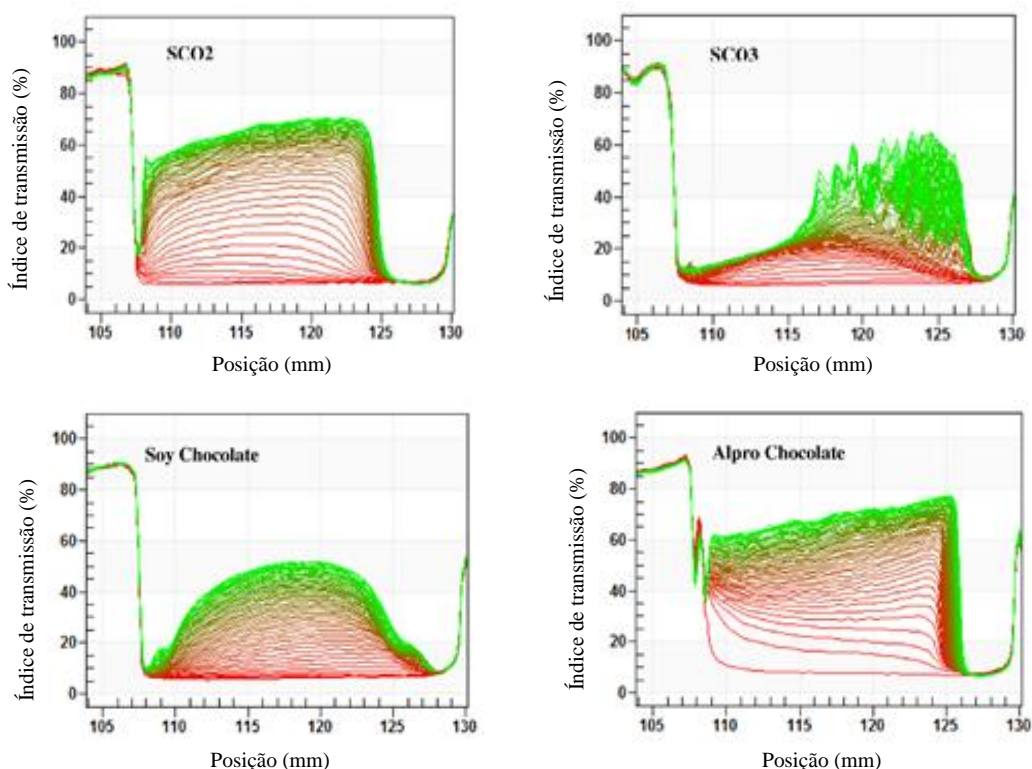 SCO2
Índice de transmissão (%)
100
80
60
40
20
0
105 110 115 120 125 130
Posição (mm)
SCO3
Índice de transmissão (%)
100
80
60
40
20
0
105 110 115 120 125 130
Posição (mm)
Soy Chocolate
Índice de transmissão (%)
100
80
60
40
20
0
105 110 115 120 125 130
Posição (mm)
Alpro Chocolate
Índice de transmissão (%)
100
80
60
40
20
0
105 110 115 120 125 130
Posição (mm)